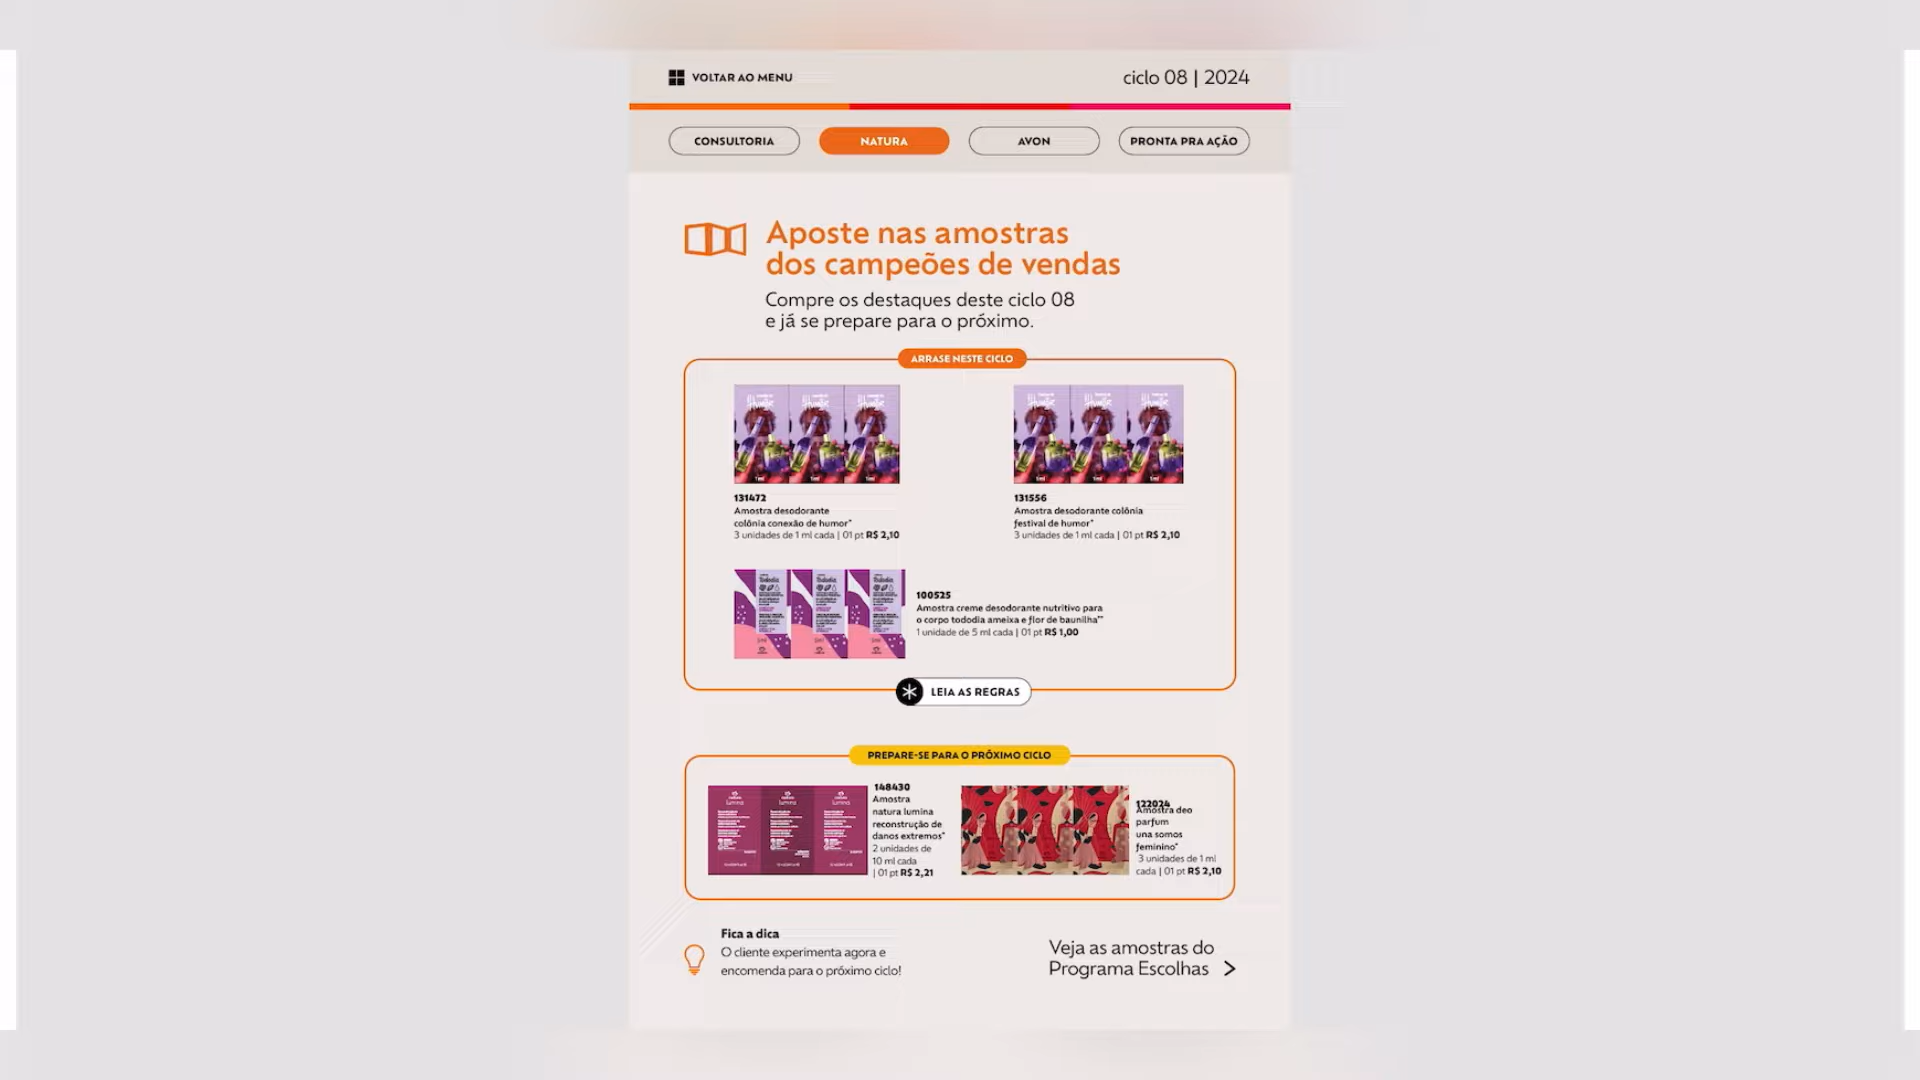 VOLTAR AO MENU
ciclo 08 | 2024
CONSULTORIA
NATURA
AVON
PRONTA PRA AÇÃO
Aposte nas amostras
dos campeões de vendas
Compre os destaques deste ciclo 08
e já se prepare para o próximo.
ARRASE NESTE CICLO
131472
Amostra desodorante
colônia conexão de humor*
3 unidades de 1 ml cada | 01 pt R$ 2,10
131556
Amostra desodorante colônia
festival de humor*
3 unidades de 1 ml cada | 01 pt R$ 2,10
100525
Amostra creme desodorante nutritivo para
o corpo tododia ameixa e flor de baunilha**
1 unidade de 5 ml cada | 01 pt R$ 1,00
LEIA AS REGRAS
PREPARE-SE PARA O PRÓXIMO CICLO
148430
Amostra
natura lumina
reconstrução de
danos extremos*
2 unidades de
10 ml cada
| 01 pt R$ 2,21
122024
Amostra deo
parfum
una somos
feminino*
3 unidades de 1 ml
cada | 01 pt R$ 2,10
Fica a dica
O cliente experimenta agora e
encomenda para o próximo ciclo!
Veja as amostras do
Programa Escolhas